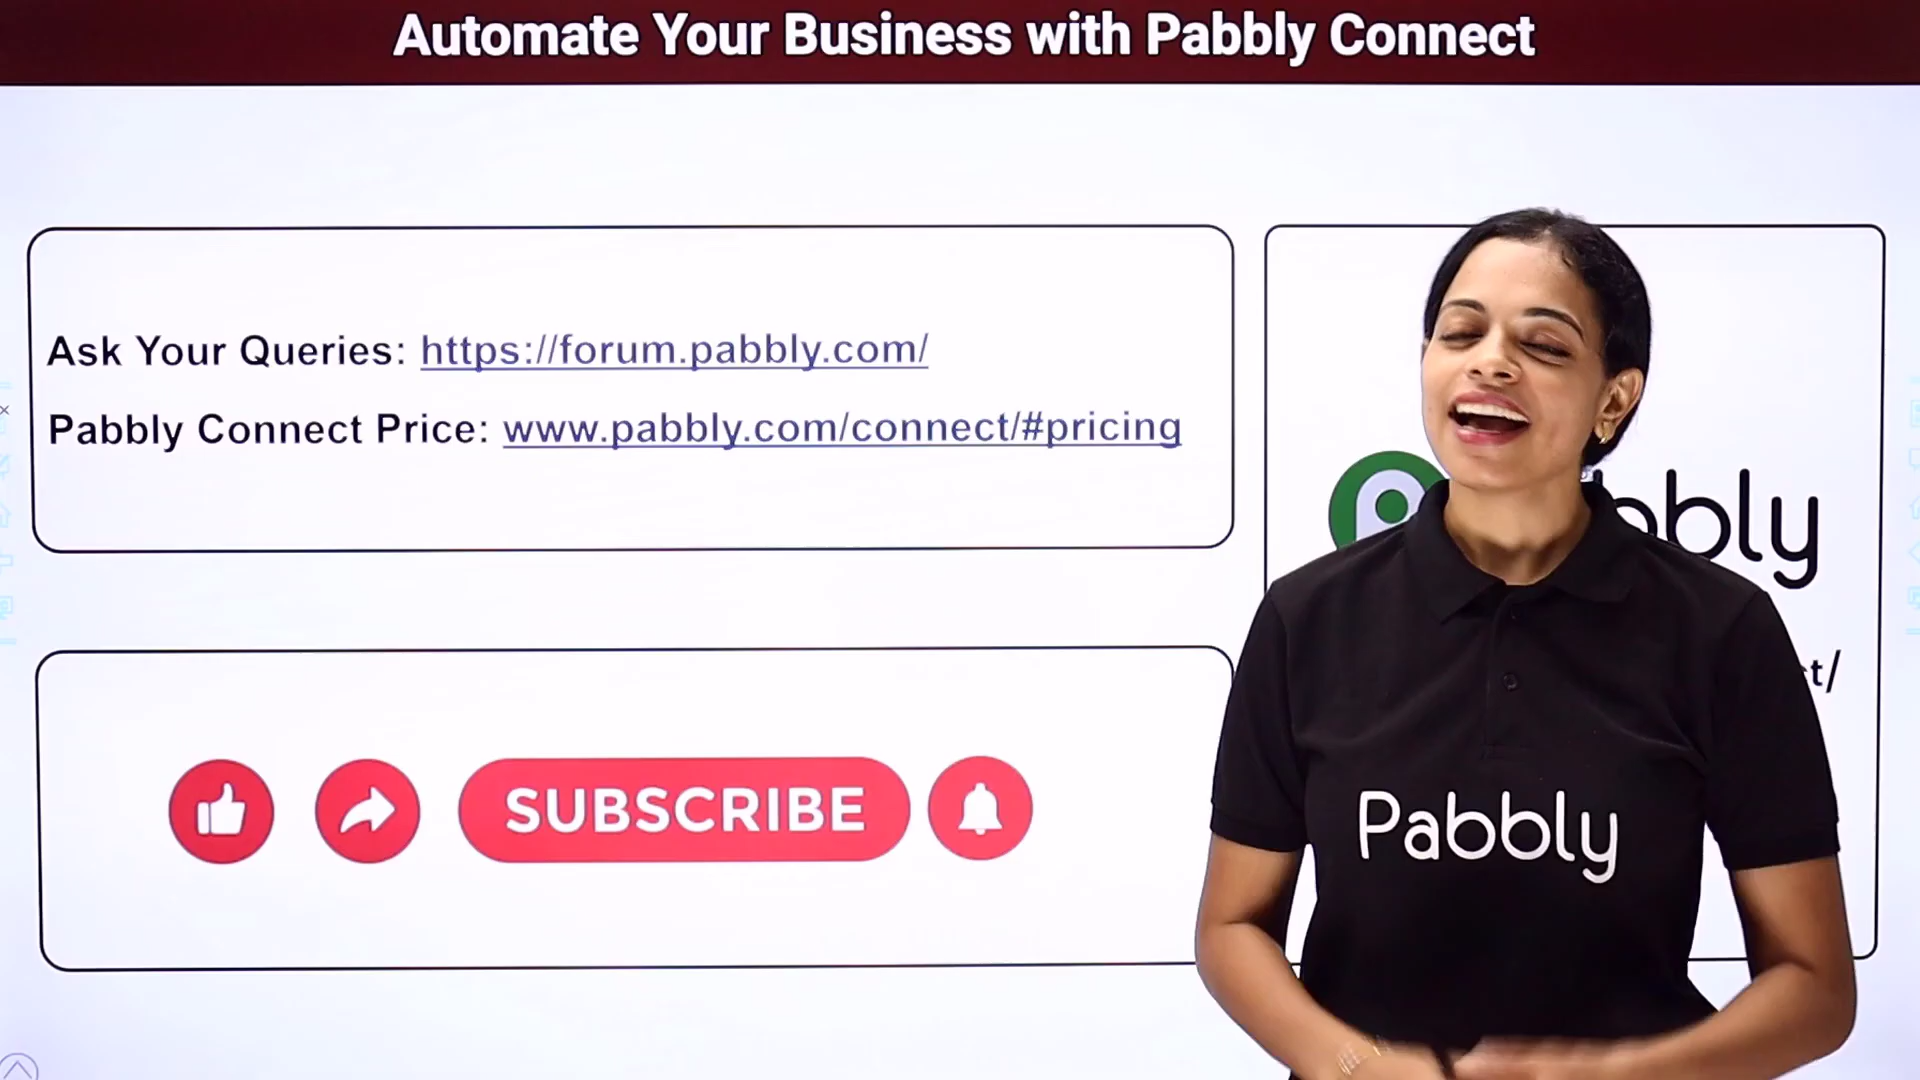 Automate Your Business with Pabbly Connect
Ask Your Queries: https://forum.pabbly.com/
Pabbly Connect Price: www.pabbly.com/connect/#pricing
SUBSCRIBE
Pabbly